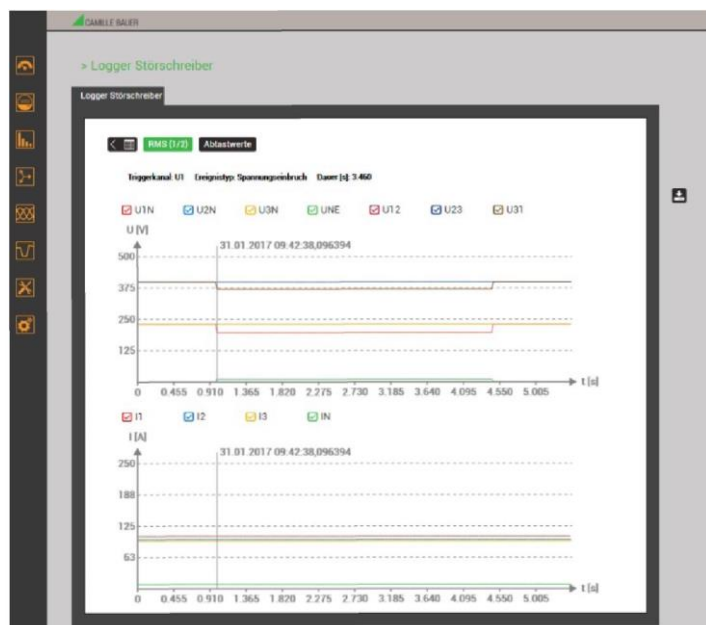 CAMILLE BAUER
» Logger Störschreiber
Logger Störschreiber
RMS (1/2) Abtastwerte
Triggerkanal: U1 Ereignistyp: Spannungseinbruch Dauer [s]: 3.460
U1N U2N U3N UNE U12 U23 U31
U [V]
31.01.2017 09:42:38,096394
500
375
250
125
0 0.455 0.910 1.365 1.820 2.275 2.730 3.185 3.640 4.095 4.550 5.005 t [s]
I1 I2 I3 IN
I [A]
31.01.2017 09:42:38,096394
250
188
125
63
0 0.455 0.910 1.365 1.820 2.275 2.730 3.185 3.640 4.095 4.550 5.005 t [s]